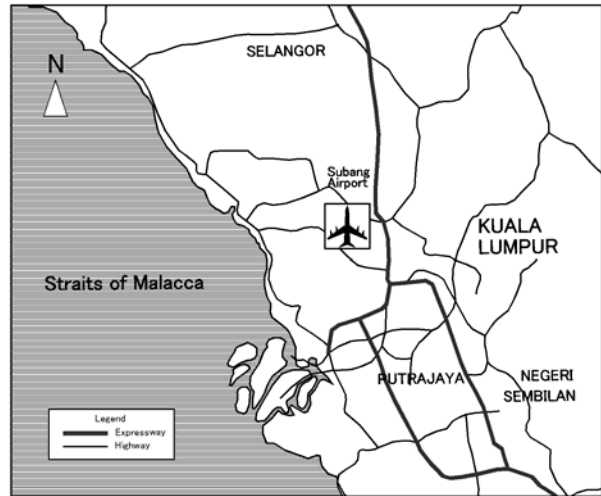 SELANGOR
N
Subang
Airport
KUALA
LUMPUR
Straits of Malacca
PUTRAJAYA
NEGERI
SEMBILAN
Legend
Expressway
Highway